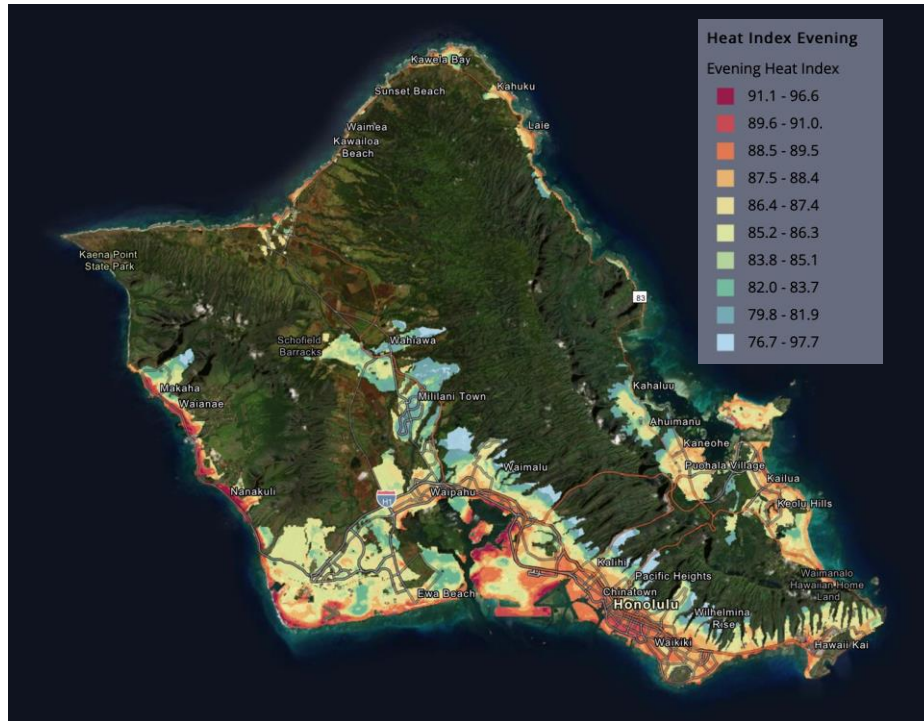 Heat Index Evening
Evening Heat Index
91.1 - 96.6
89.6 - 91.0.
88.5 - 89.5
87.5 - 88.4
86.4 - 87.4
85.2 - 86.3
83.8 - 85.1
82.0 - 83.7
79.8 - 81.9
76.7 - 97.7
Kawela Bay
Sunset Beach
Kahuku
Waimea
Laie
Kawailoa
Beach
Kaena Point
State Park
83
Schofield
Barracks
Wahiawa
Makaha
Waianae
Mililani Town
Kahaluu
Ahuimanu
Kaneohe
Puohala Village
Waimalu
Kailua
Nanakuli
H1
Waipahu
Keolu Hills
Kalihi
Pacific Heights
Waimanalo
Hawaiian Home
Land
Ewa Beach
Chinatown
Honolulu
Wilhelmina
Rise
Waikiki
Hawaii Kai